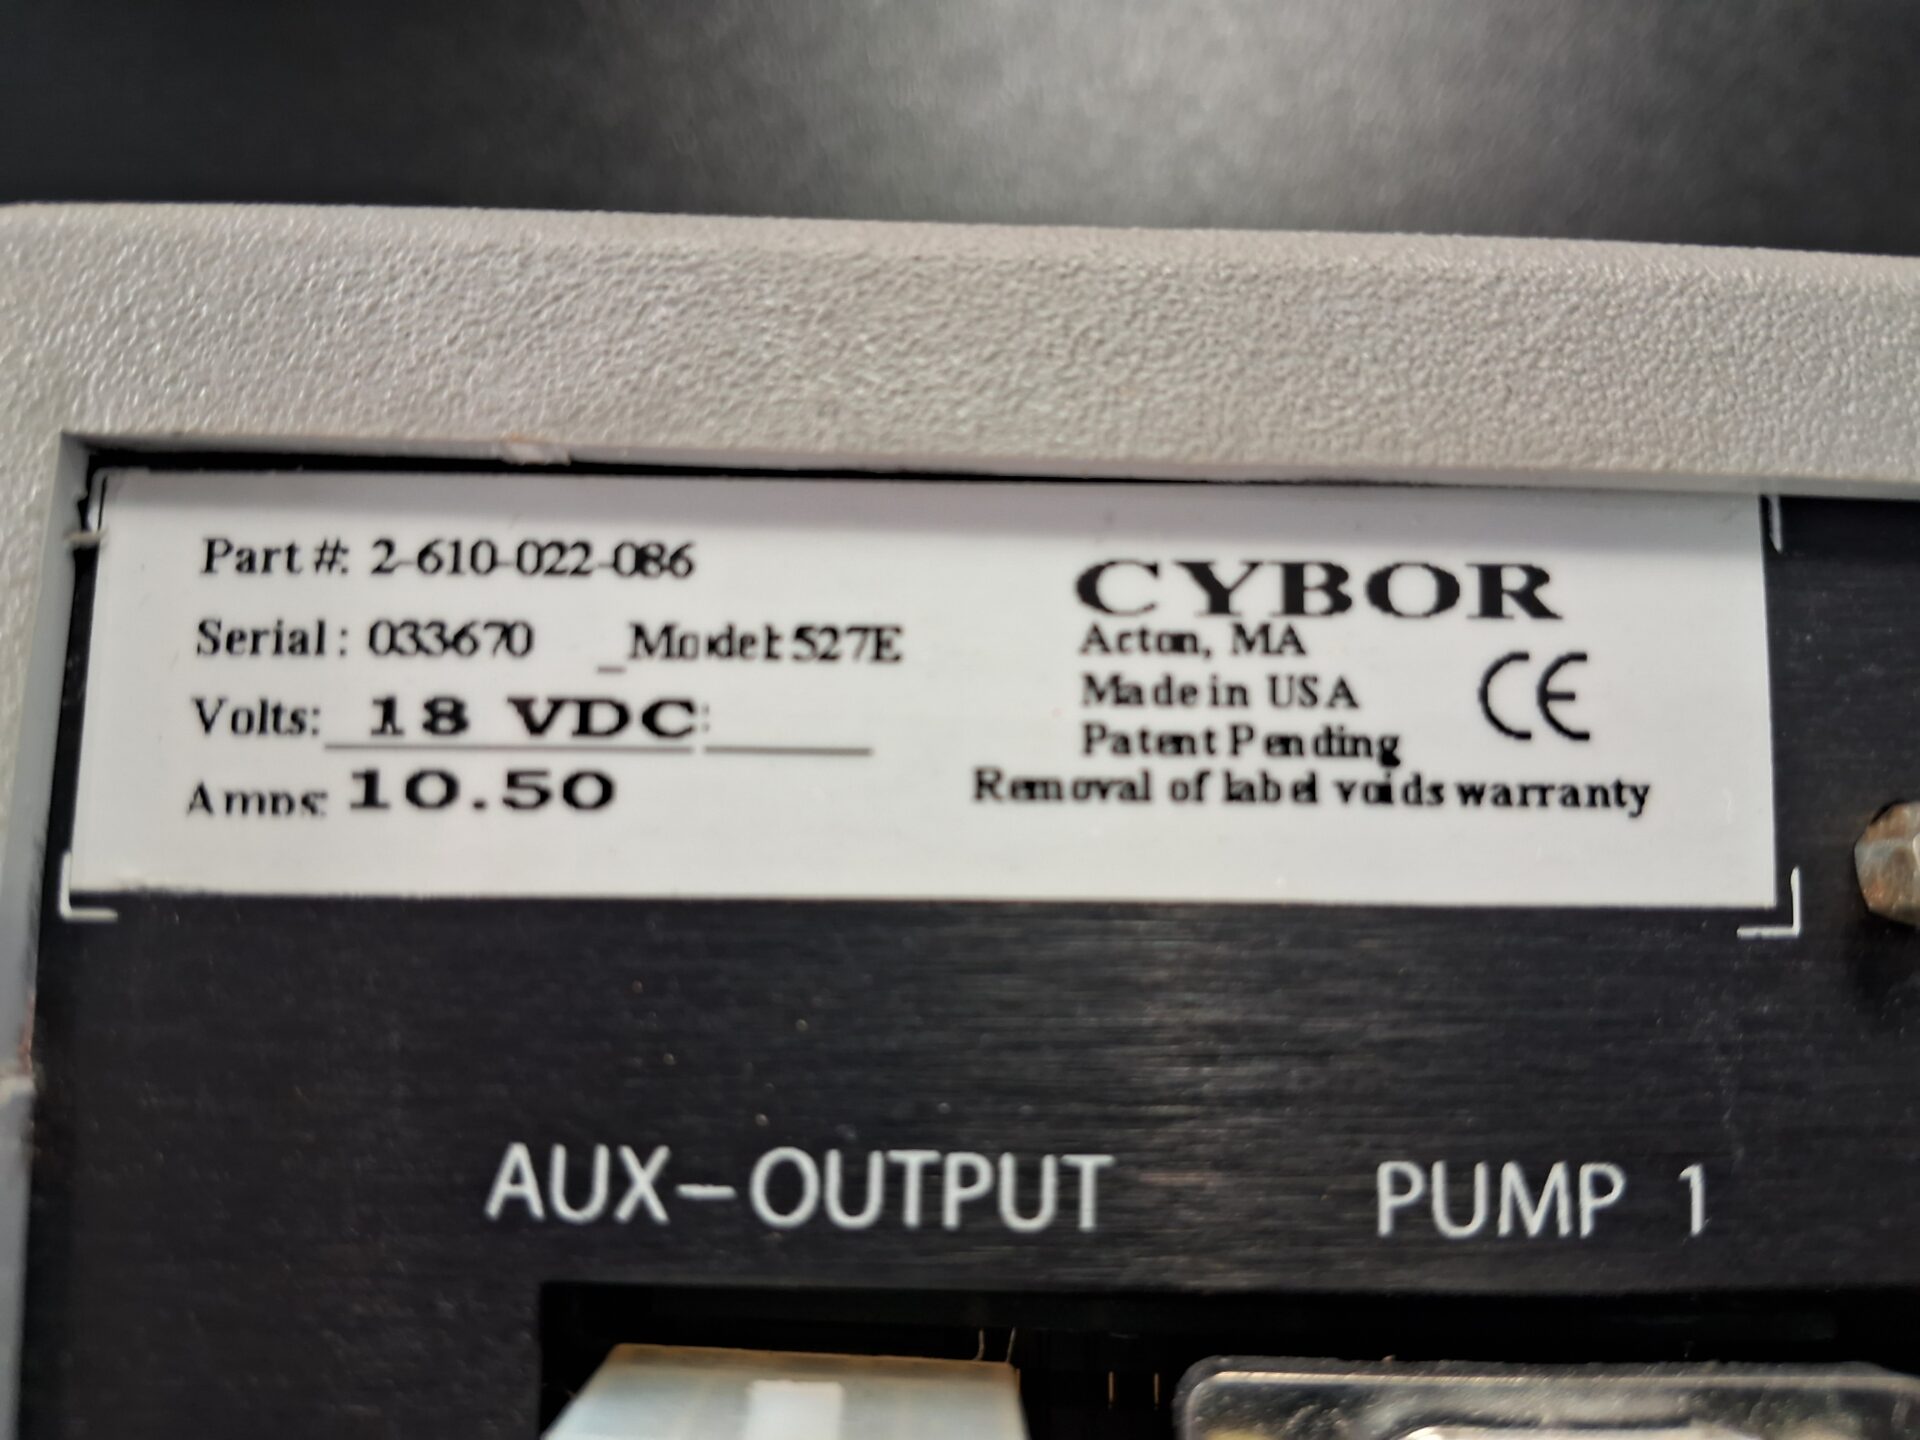 Part #: 2-610-022-086
Serial: 033670 _Model: 527E
Volts: 18 VDC:
Amps: 10.50
CYBOR
Acton, MA
Made in USA
Patent Pending
CE
Removal of label voids warranty
AUX-OUTPUT
PUMP 1